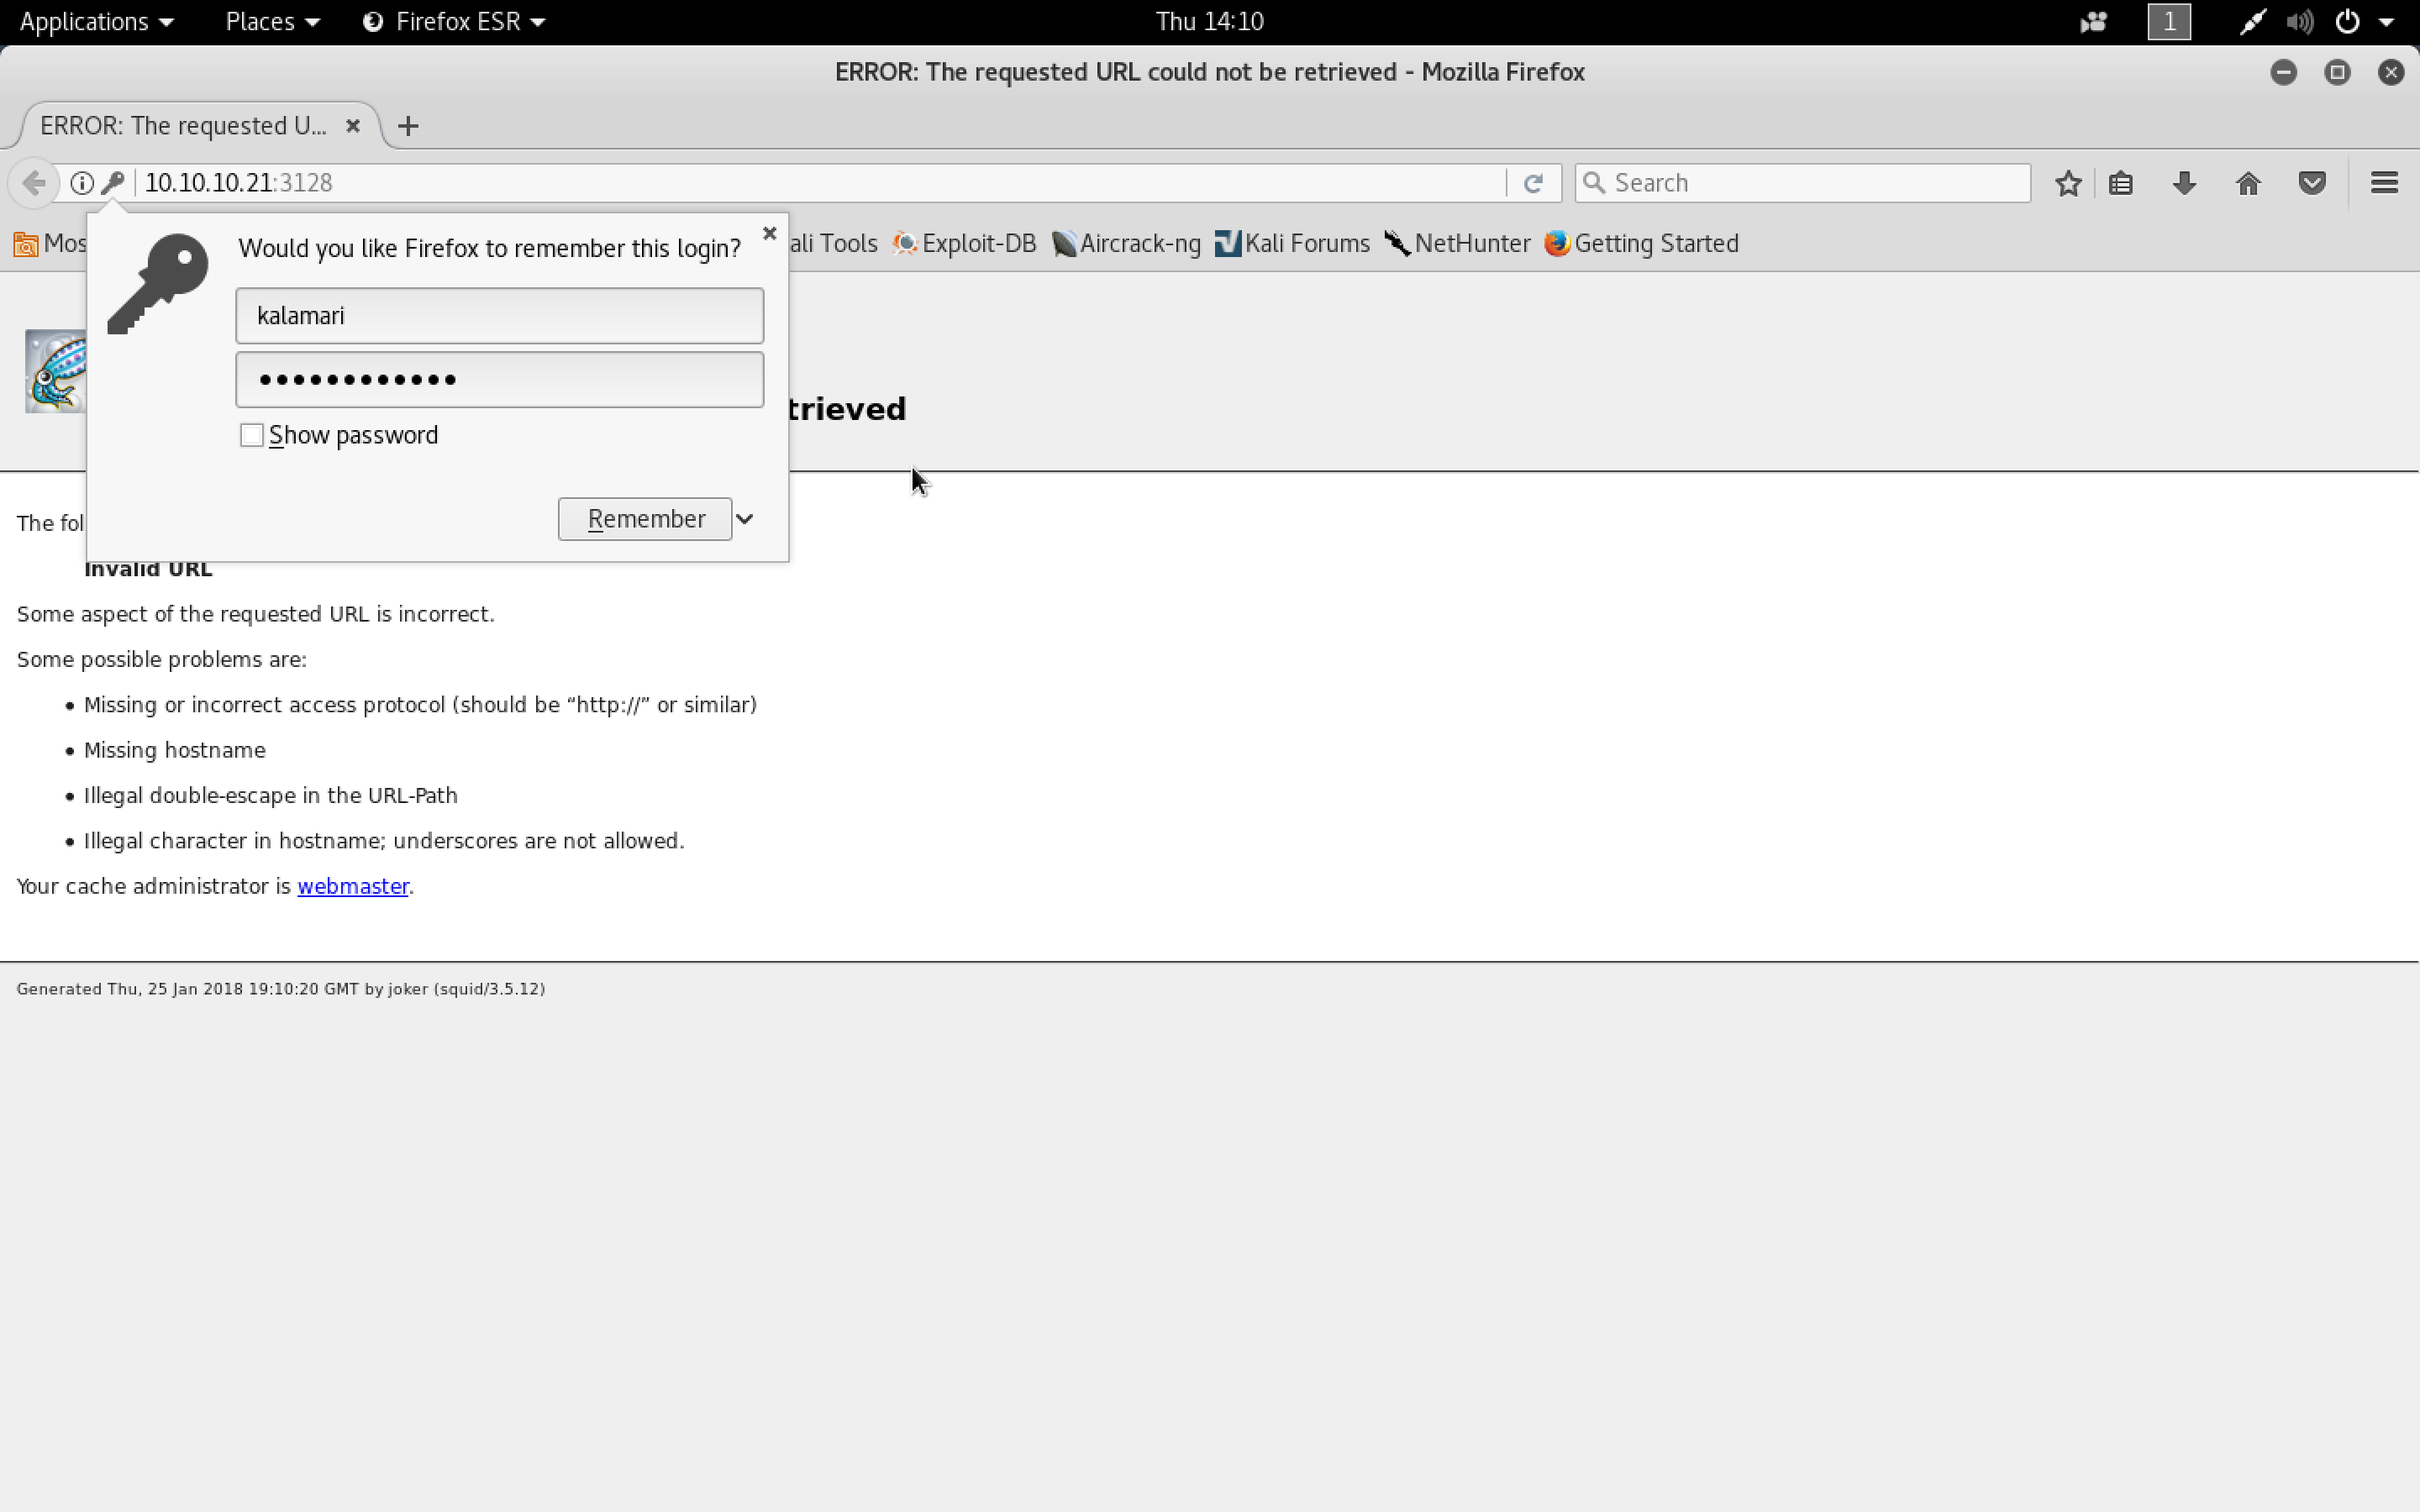 Applications Places Firefox ESR Thu 14:10 1
ERROR: The requested URL could not be retrieved - Mozilla Firefox
ERROR: The requested U...
10.10.10.21:3128 Search
Mos ali Tools Exploit-DB Aircrack-ng Kali Forums NetHunter Getting Started
Would you like Firefox to remember this login?
kalamari
••••••••••••
trieved
Show password
Remember
The fol
Invalid URL
Some aspect of the requested URL is incorrect.
Some possible problems are:
• Missing or incorrect access protocol (should be “http://” or similar)
• Missing hostname
• Illegal double-escape in the URL-Path
• Illegal character in hostname; underscores are not allowed.
Your cache administrator is webmaster.
Generated Thu, 25 Jan 2018 19:10:20 GMT by joker (squid/3.5.12)